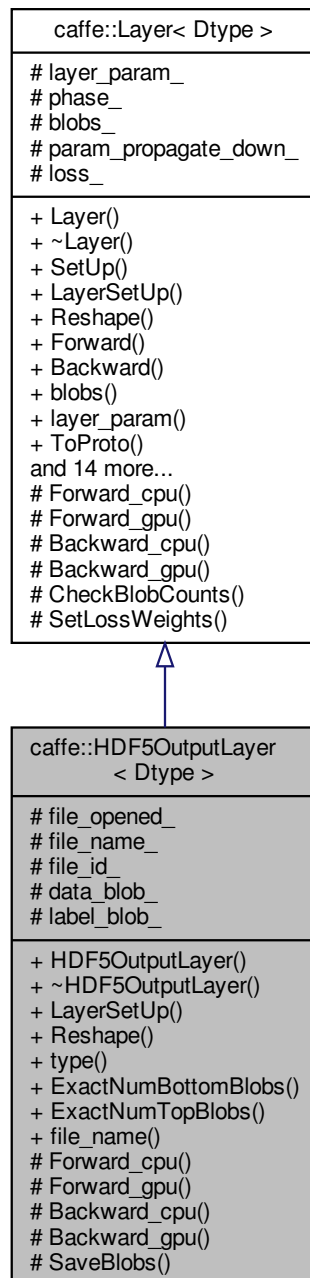 caffe::Layer< Dtype >
# layer_param_
# phase_
# blobs_
# param_propagate_down_
# loss_
+ Layer()
+ ~Layer()
+ SetUp()
+ LayerSetUp()
+ Reshape()
+ Forward()
+ Backward()
+ blobs()
+ layer_param()
+ ToProto()
and 14 more...
# Forward_cpu()
# Forward_gpu()
# Backward_cpu()
# Backward_gpu()
# CheckBlobCounts()
# SetLossWeights()
caffe::HDF5OutputLayer
< Dtype >
# file_opened_
# file_name_
# file_id_
# data_blob_
# label_blob_
+ HDF5OutputLayer()
+ ~HDF5OutputLayer()
+ LayerSetUp()
+ Reshape()
+ type()
+ ExactNumBottomBlobs()
+ ExactNumTopBlobs()
+ file_name()
# Forward_cpu()
# Forward_gpu()
# Backward_cpu()
# Backward_gpu()
# SaveBlobs()